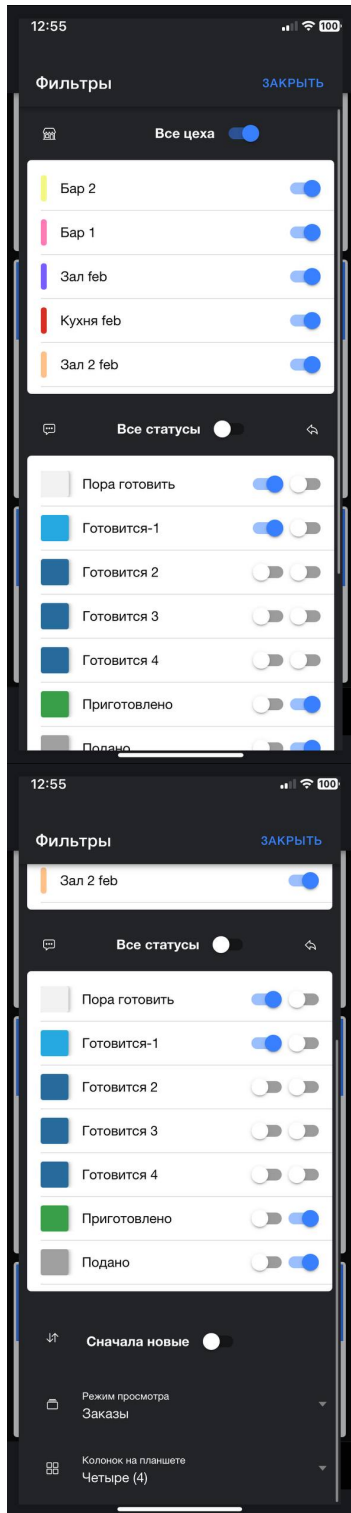 12:55
100
Фильтры
ЗАКРЫТЬ
Все цеха
Бар 2
Бар 1
Зал feb
Кухня feb
Зал 2 feb
Все статусы
Пора готовить
Готовится-1
Готовится 2
Готовится 3
Готовится 4
Приготовлено
Подано
12:55
100
Фильтры
ЗАКРЫТЬ
Зал 2 feb
Все статусы
Пора готовить
Готовится-1
Готовится 2
Готовится 3
Готовится 4
Приготовлено
Подано
Сначала новые
Режим просмотра
Заказы
Колонок на планшете
Четыре (4)